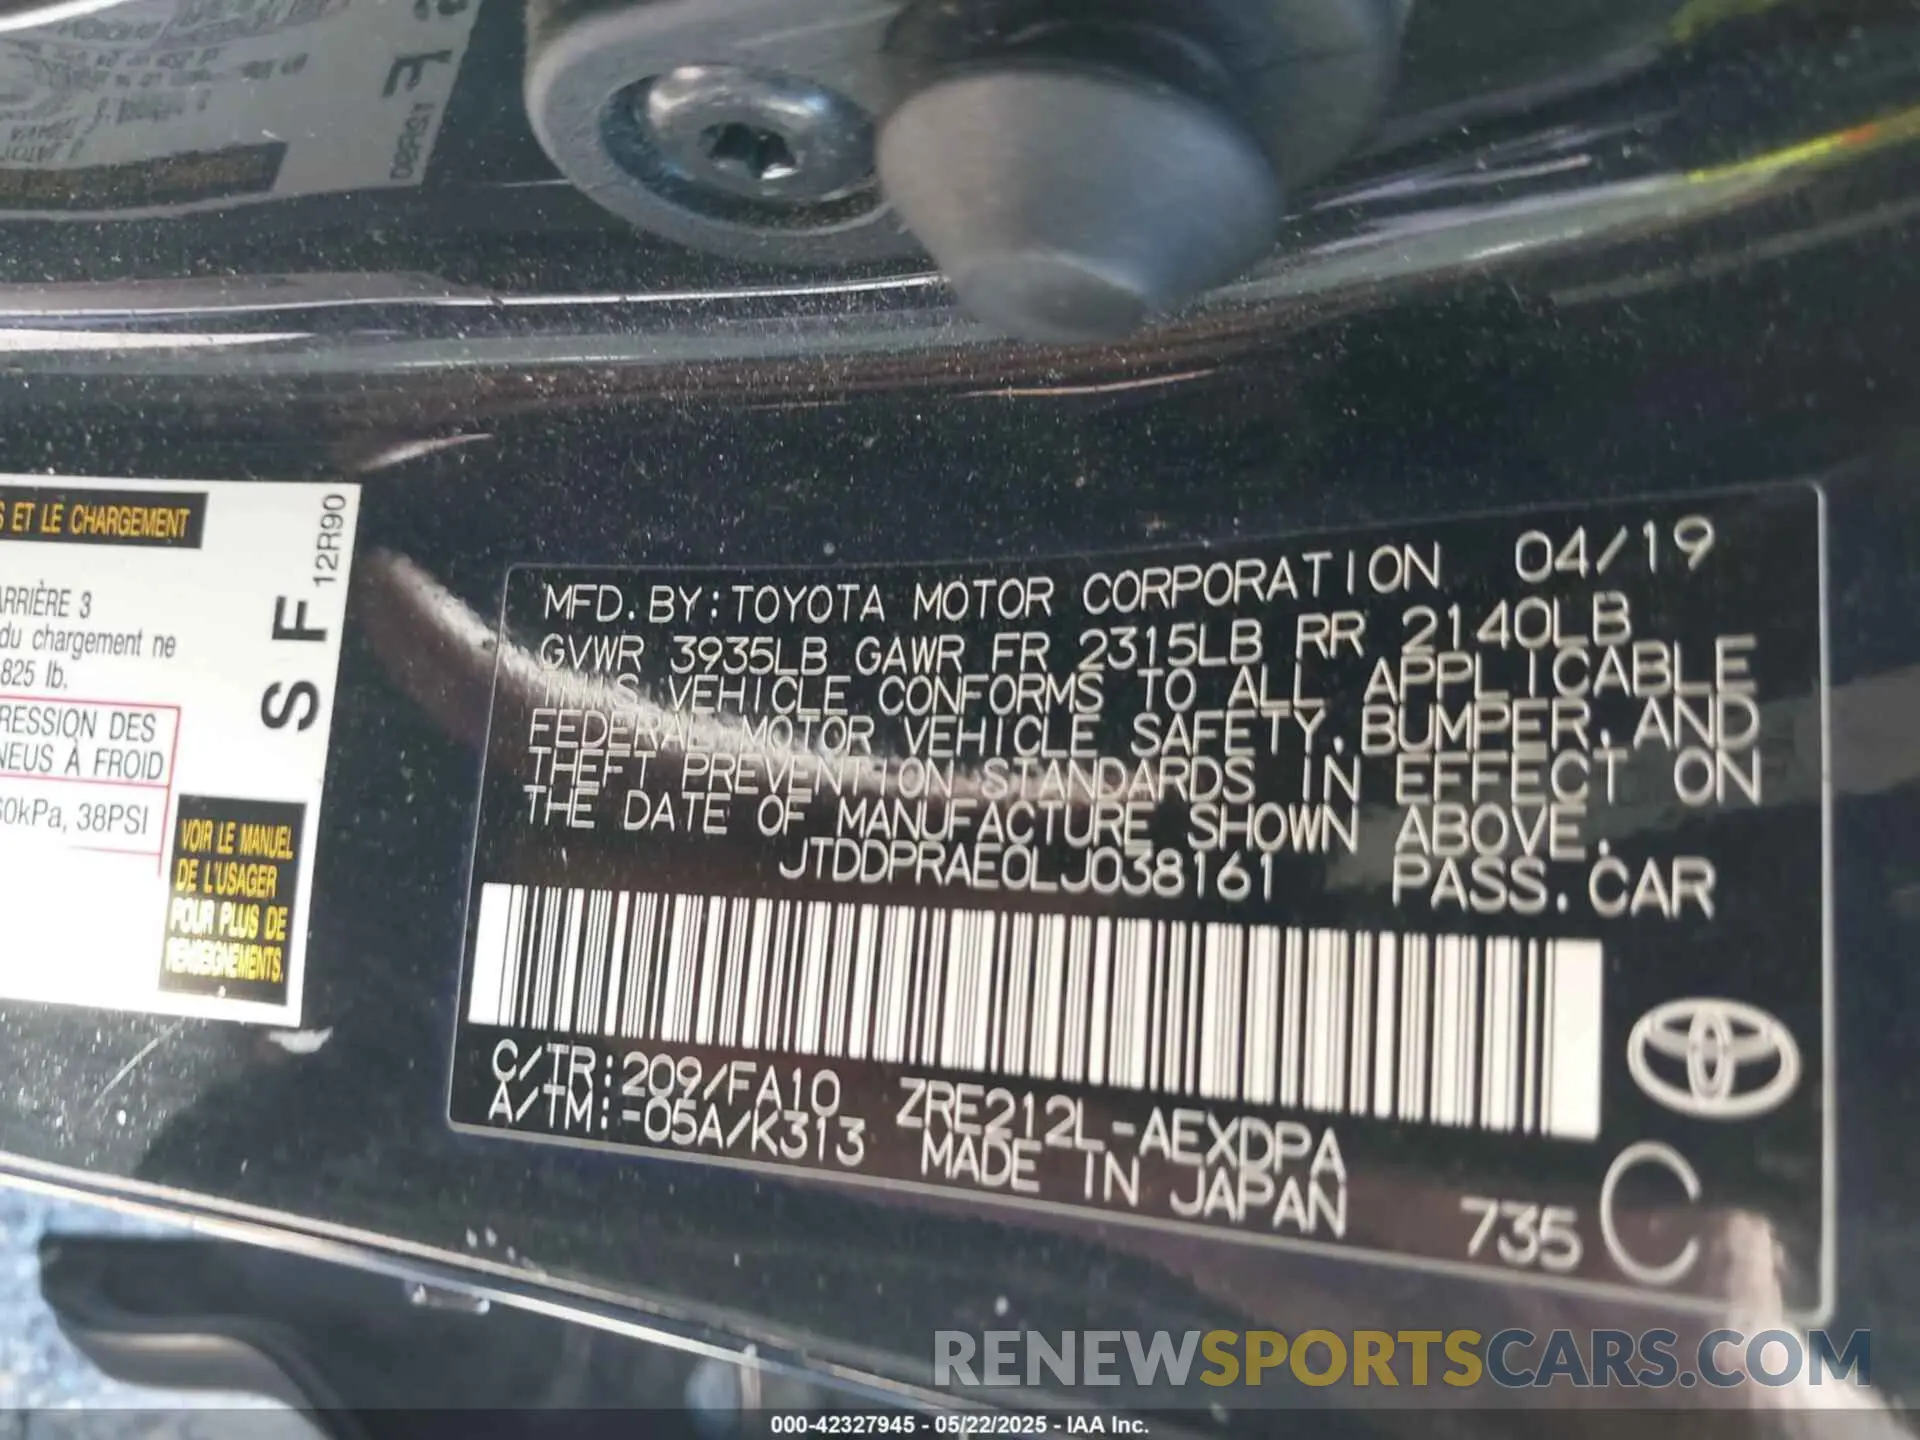 S ET LE CHARGEMENT
12R90
ARRIÈRE 3
du chargement ne
825 lb.
S F
RESSION DES
NEUS À FROID
60kPa, 38PSI
VOIR LE MANUEL
DE L'USAGER
POUR PLUS DE
RENSEIGNEMENTS.
MFD.BY:TOYOTA MOTOR CORPORATION 04/19
GVWR 3935LB GAWR FR 2315LB RR 2140LB
THIS VEHICLE CONFORMS TO ALL APPLICABLE
FEDERAL MOTOR VEHICLE SAFETY,BUMPER,AND
THEFT PREVENTION STANDARDS IN EFFECT ON
THE DATE OF MANUFACTURE SHOWN ABOVE.
JTDDPRAE0LJ038161 PASS.CAR
C/TR:209/FA10 ZRE212L-AEXDPA
A/TM:-05A/K313 MADE IN JAPAN
735 C
RENEWSPORTSCARS.COM
000-42327945 - 05/22/2025 - IAA Inc.